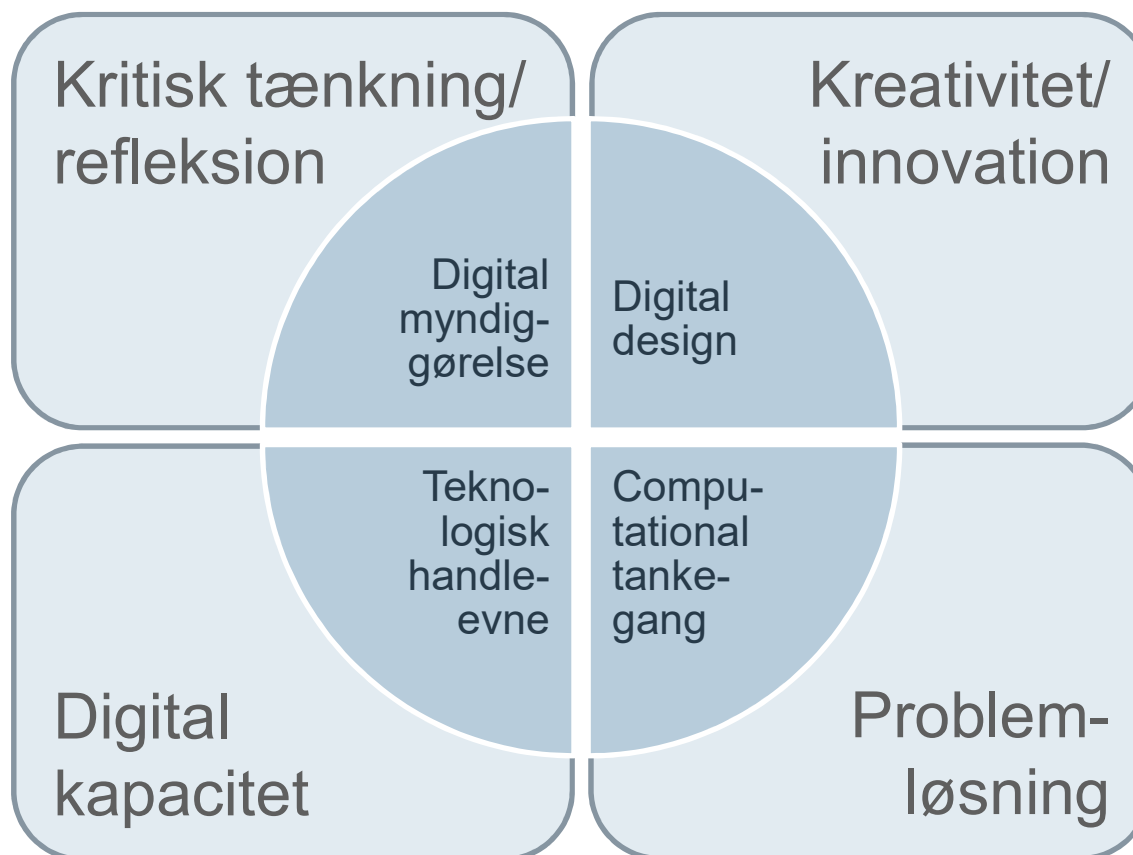 Kritisk tænkning/
refleksion
Kreativitet/
innovation
Digital
myndig-
gørelse
Digital
design
Tekno-
logisk
handle-
evne
Compu-
tational
tanke-
gang
Digital
kapacitet
Problem-
løsning